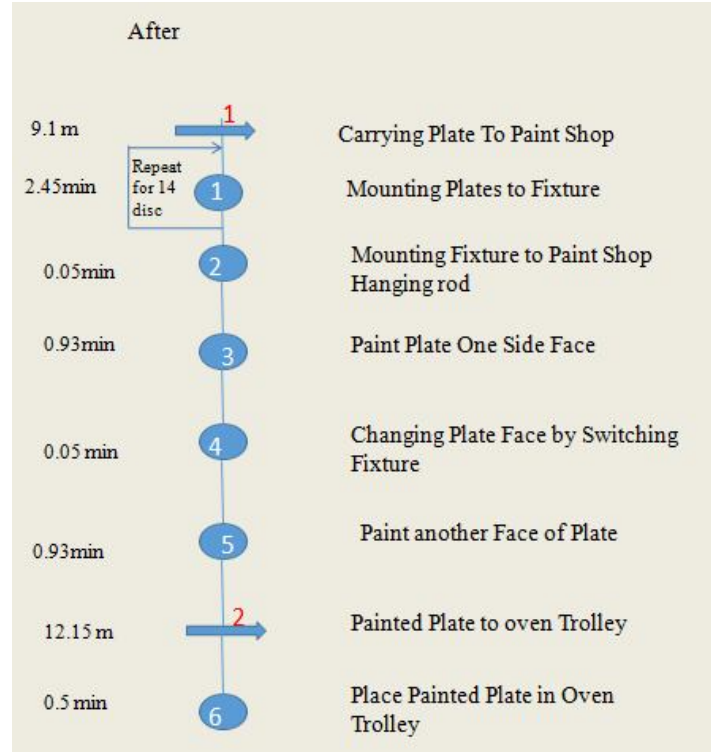 After
1
9.1 m
Carrying Plate To Paint Shop
Repeat
for 14
disc
2.45min
1
Mounting Plates to Fixture
0.05min
2
Mounting Fixture to Paint Shop
Hanging rod
0.93min
3
Paint Plate One Side Face
0.05 min
4
Changing Plate Face by Switching
Fixture
0.93min
5
Paint another Face of Plate
12.15 m
2
Painted Plate to oven Trolley
0.5 min
6
Place Painted Plate in Oven
Trolley